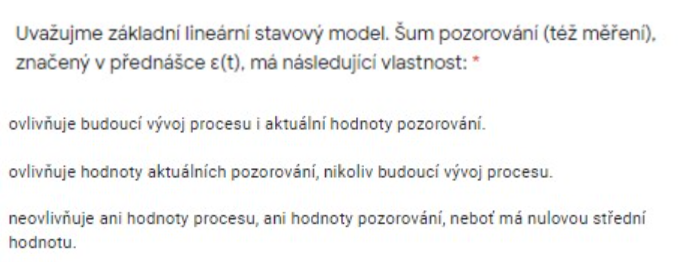 Uvažujme základní lineární stavový model. Šum pozorování (též měření),
značený v přednášce ε(t), má následující vlastnost: *
ovlivňuje budoucí vývoj procesu i aktuální hodnoty pozorování.
ovlivňuje hodnoty aktuálních pozorování, nikoliv budoucí vývoj procesu.
neovlivňuje ani hodnoty procesu, ani hodnoty pozorování, neboť má nulovou střední
hodnotu.